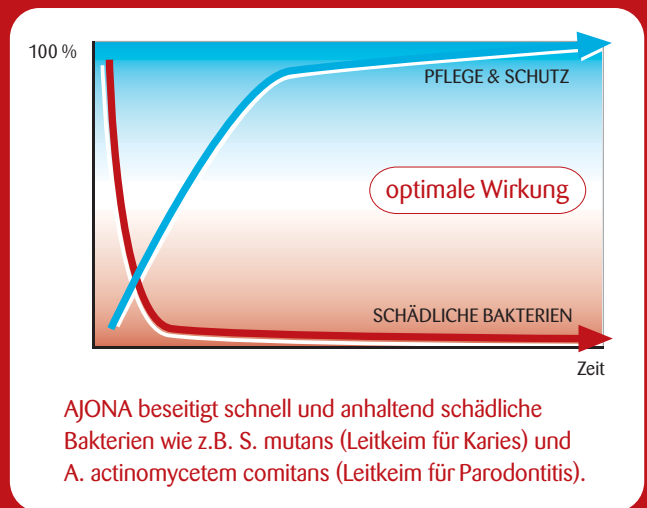 100 %
PFLEGE & SCHUTZ
optimale Wirkung
SCHÄDLICHE BAKTERIEN
Zeit
AJONA beseitigt schnell und anhaltend schädliche
Bakterien wie z.B. S. mutans (Leitkeim für Karies) und
A. actinomycetem comitans (Leitkeim für Parodontitis).